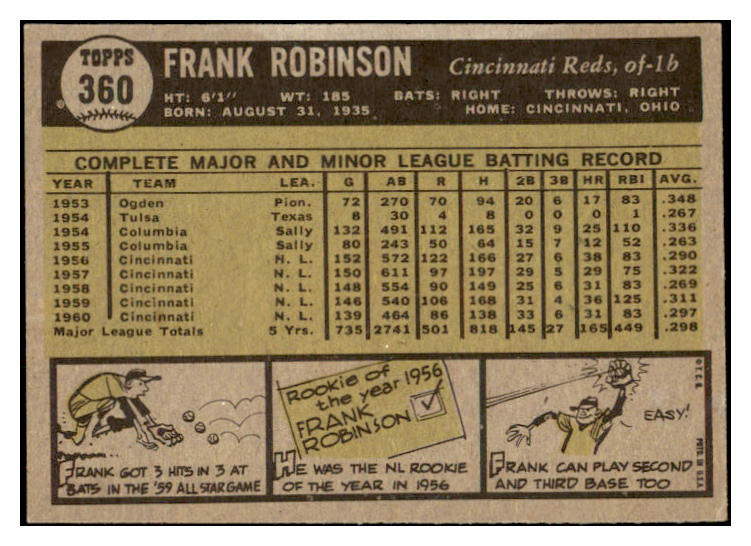 TOPPS
360
FRANK ROBINSON
Cincinnati Reds, of-1b
HT: 6'1" WT: 185 BATS: RIGHT THROWS: RIGHT
BORN: AUGUST 31, 1935 HOME: CINCINNATI, OHIO
COMPLETE MAJOR AND MINOR LEAGUE BATTING RECORD
YEAR TEAM LEA. G AB R H 2B 3B HR RBI AVG.
1953 Ogden Pion. 72 270 70 94 20 6 17 83 .348
1954 Tulsa Texas 8 30 4 8 0 0 0 1 .267
1954 Columbia Sally 132 491 112 165 32 9 25 110 .336
1955 Columbia Sally 80 243 50 64 15 7 12 52 .263
1956 Cincinnati N. L. 152 572 122 166 27 6 38 83 .290
1957 Cincinnati N. L. 150 611 97 197 29 5 29 75 .322
1958 Cincinnati N. L. 148 554 90 149 25 6 31 83 .269
1959 Cincinnati N. L. 146 540 106 168 31 4 36 125 .311
1960 Cincinnati N. L. 139 464 86 138 33 6 31 83 .297
Major League Totals 5 Yrs. 735 2741 501 818 145 27 165 449 .298
FRANK GOT 3 HITS IN 3 AT
BATS IN THE '59 ALL STAR GAME
Rookie of
the year 1956
FRANK
ROBINSON
HE WAS THE NL ROOKIE
OF THE YEAR IN 1956
EASY!
FRANK CAN PLAY SECOND
AND THIRD BASE TOO
©T.C.G.
PRTD. IN U.S.A.